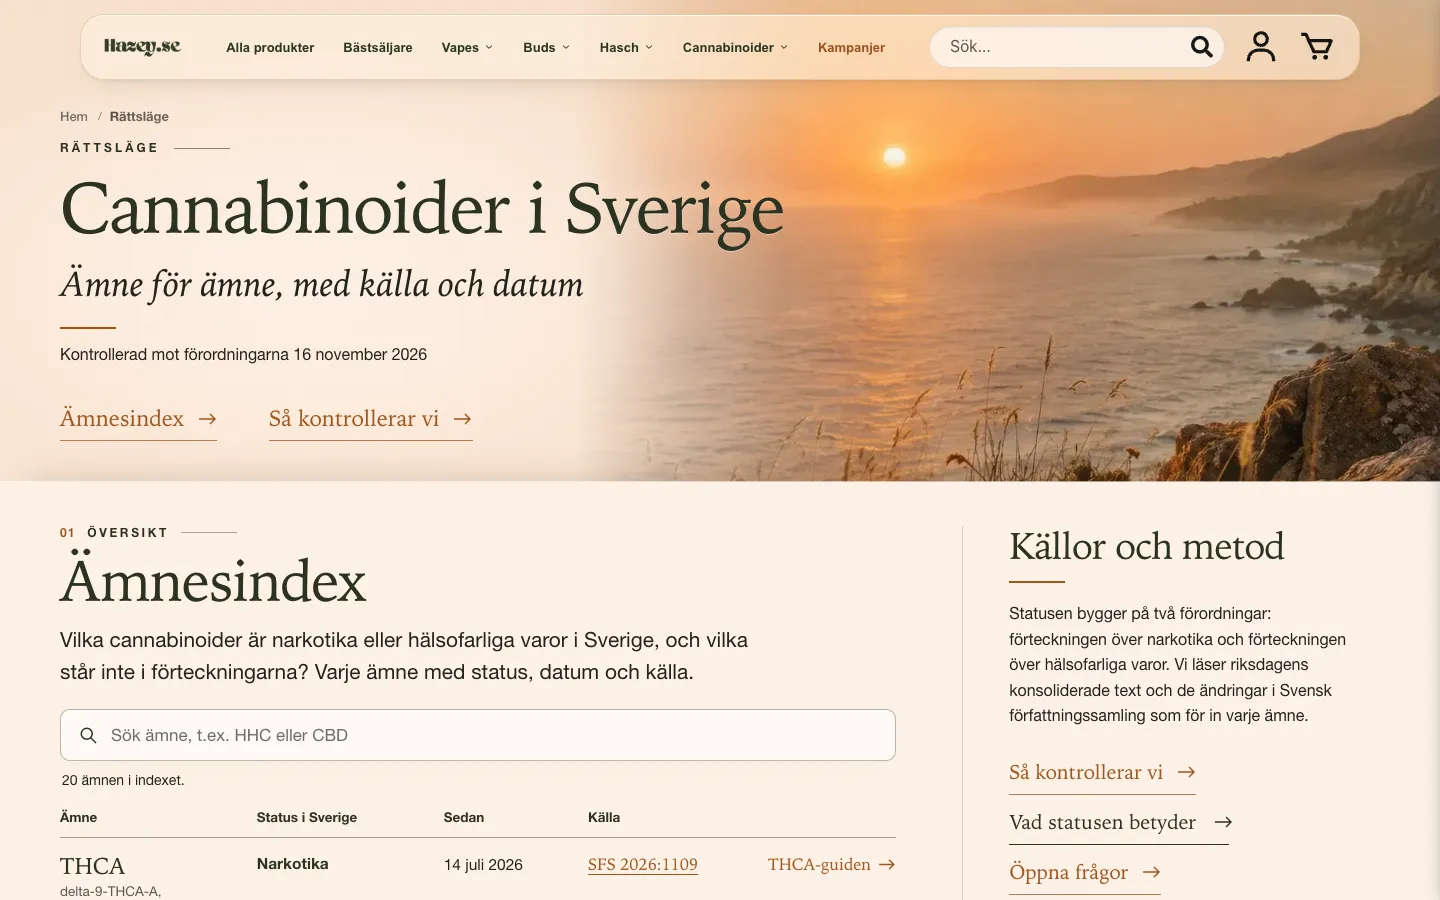 Hazey.se
Alla produkter
Bästsäljare
Vapes
Buds
Hasch
Cannabinoider
Kampanjer
Sök...
Hem / Rättsläge
RÄTTSLÄGE
Cannabinoider i Sverige
Ämne för ämne, med källa och datum
Kontrollerad mot förordningarna 16 november 2026
Ämnesindex →
Så kontrollerar vi →
01 ÖVERSIKT
Ämnesindex
Vilka cannabinoider är narkotika eller hälsofarliga varor i Sverige, och vilka
står inte i förteckningarna? Varje ämne med status, datum och källa.
Sök ämne, t.ex. HHC eller CBD
20 ämnen i indexet.
Ämne Status i Sverige Sedan Källa
THCA Narkotika 14 juli 2026 SFS 2026:1109 THCA-guiden →
delta-9-THCA-A,
Källor och metod
Statusen bygger på två förordningar:
förteckningen över narkotika och förteckningen
över hälsofarliga varor. Vi läser riksdagens
konsoliderade text och de ändringar i Svensk
författningssamling som för in varje ämne.
Så kontrollerar vi →
Vad statusen betyder →
Öppna frågor →